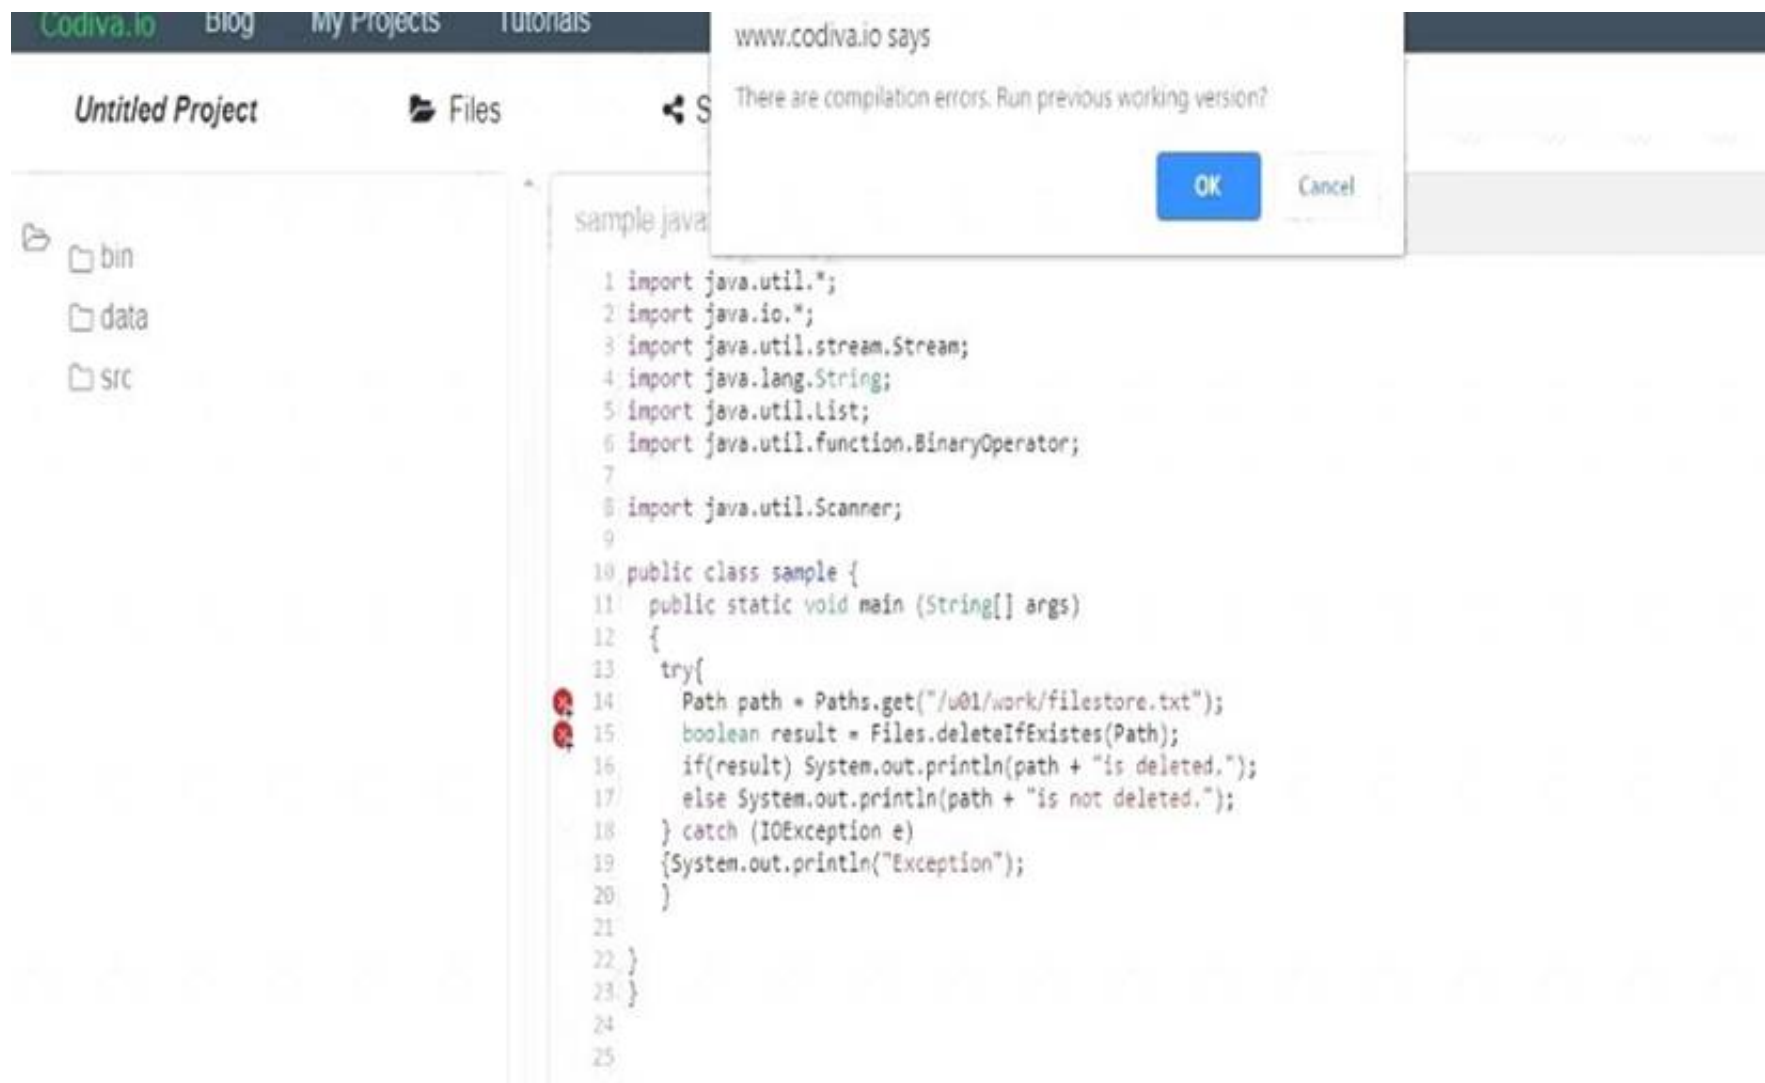 Codiva.io Blog My Projects Tutorials
www.codiva.io says
There are compilation errors. Run previous working version?
OK Cancel
Untitled Project Files S
bin
data
src
sample java
1 import java.util.*;
2 import java.io.*;
3 import java.util.stream.Stream;
4 import java.lang.String;
5 import java.util.List;
6 import java.util.function.BinaryOperator;
7
8 import java.util.Scanner;
9
10 public class sample {
11 public static void main (String[] args)
12 {
13 try{
14 Path path = Paths.get("/u01/work/filestore.txt");
15 boolean result = Files.deleteIfExistes(Path);
16 if(result) System.out.println(path + "is deleted.");
17 else System.out.println(path + "is not deleted.");
18 } catch (IOException e)
19 {System.out.println("Exception");
20 }
21
22 }
23 }
24
25